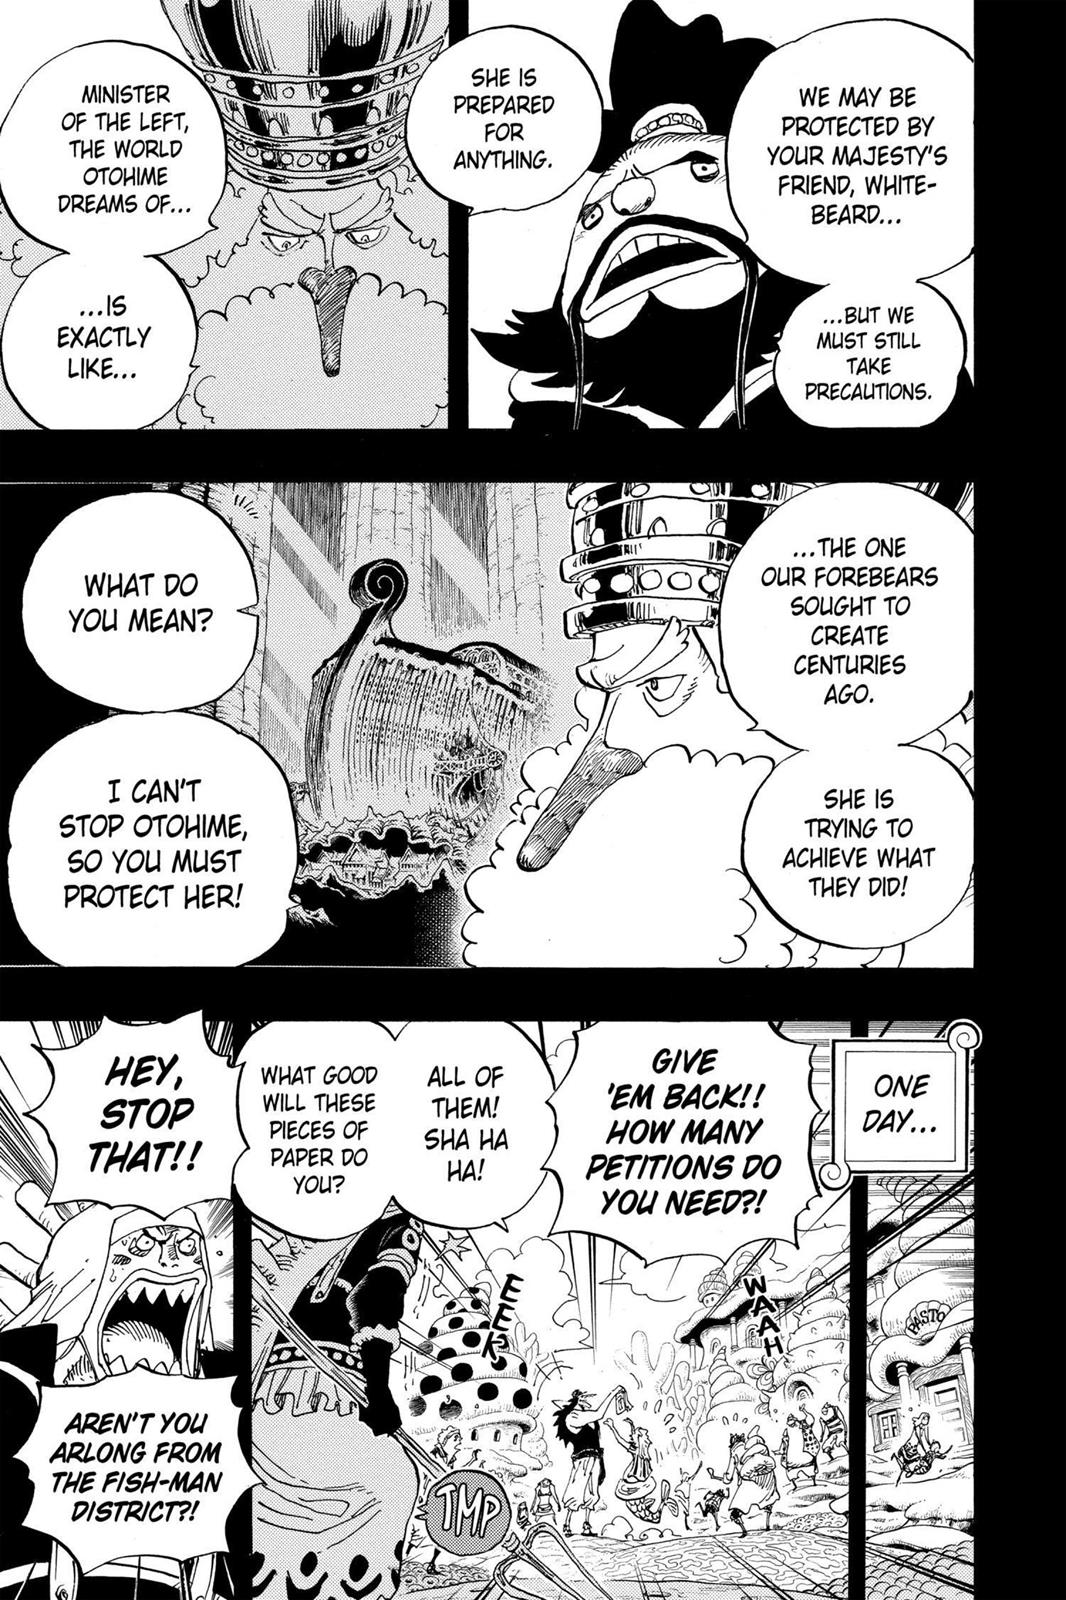 WE MAY BE
PROTECTED BY
YOUR MAJESTY'S
FRIEND, WHITE-
BEARD...
...BUT WE
MUST STILL
TAKE
PRECAUTIONS.
SHE IS
PREPARED
FOR
ANYTHING.
MINISTER
OF THE LEFT,
THE WORLD
OTOHIME
DREAMS OF...
...IS
EXACTLY
LIKE...
...THE ONE
OUR FOREBEARS
SOUGHT TO
CREATE
CENTURIES
AGO.
SHE IS
TRYING TO
ACHIEVE WHAT
THEY DID!
WHAT DO
YOU MEAN?
I CAN'T
STOP OTOHIME,
SO YOU MUST
PROTECT HER!
ONE
DAY...
PASTO
GIVE
'EM BACK!!
HOW MANY
PETITIONS DO
YOU NEED?!
WAAH
ALL OF
THEM!
SHA HA
HA!
WHAT GOOD
WILL THESE
PIECES OF
PAPER DO
YOU?
EEEK
TMP
HEY,
STOP
THAT!!
AREN'T YOU
ARLONG FROM
THE FISH-MAN
DISTRICT?!